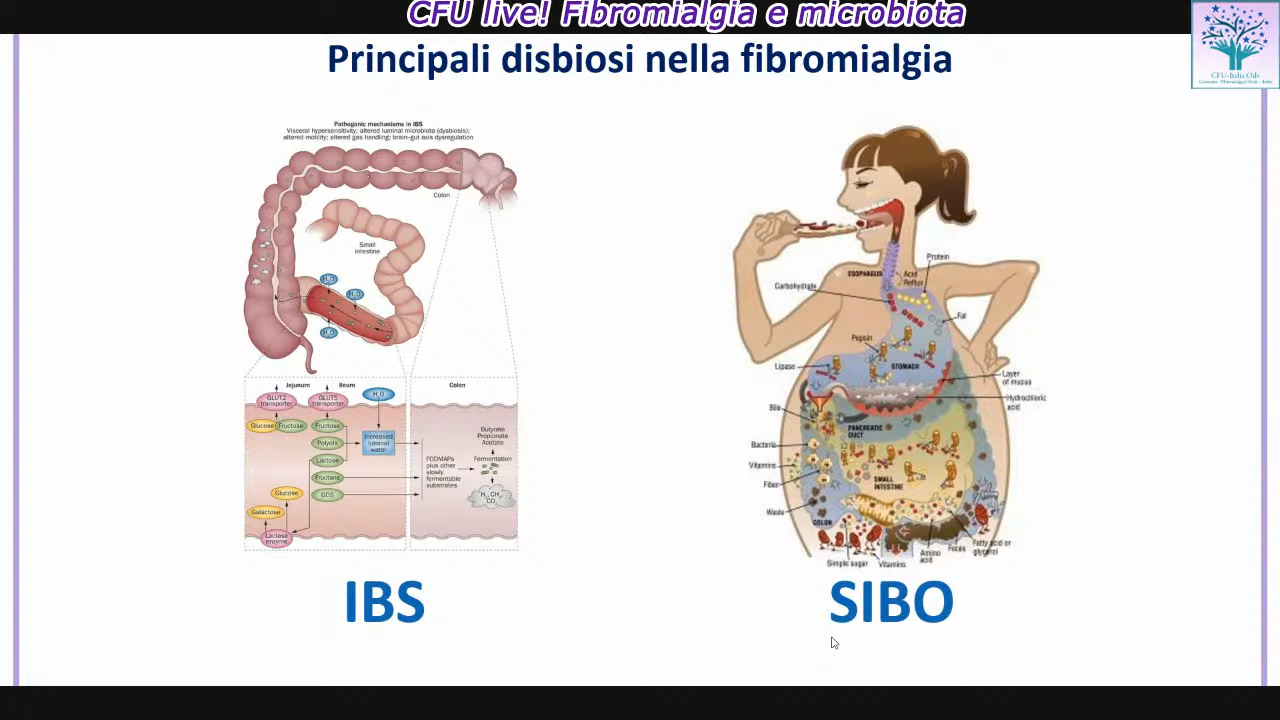 CFU live! Fibromialgia e microbiota
CFU-Italia Odv
Principali disbiosi nella fibromialgia
Pathogenic mechanisms in IBS
Visceral hypersensitivity; altered luminal microbiota (dysbiosis);
altered motility; altered gas handling; brain–gut axis dysregulation
Colon
Small
intestine
H2O
H2O
H2O
Jejunum
Ileum
Colon
GLUT2
transporter
GLUT5
transporter
H2O
Glucose
Fructose
Fructose
Polyols
Increased
luminal
water
Lactose
Fructans
GOS
Glucose
Galactose
Lactase
enzyme
FODMAPs
plus other
slowly
fermentable
substrates
Butyrate
Propionate
Acetate
Fermentation
H2, CH4
CO2
IBS
Protein
ESOPHAGUS
Acid
Reflux
Carbohydrate
Fat
Pepsin
Lipase
STOMACH
Layer
of mucus
Hydrochloric
acid
Bile
PANCREATIC
DUCT
Bacteria
Vitamins
Fiber
SMALL
INTESTINE
Waste
COLON
Simple sugar
Vitamins
Amino
acid
Feces
Fatty acid or
glycerol
SIBO